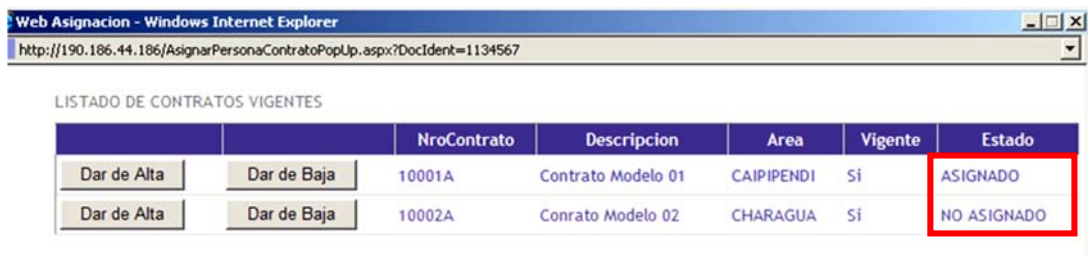 Web Asignacion - Windows Internet Explorer
http://190.186.44.186/AsignarPersonaContratoPopUp.aspx?DocIdent=1134567
LISTADO DE CONTRATOS VIGENTES
NroContrato Descripcion Area Vigente Estado
Dar de Alta Dar de Baja 10001A Contrato Modelo 01 CAIPIPENDI Si ASIGNADO
Dar de Alta Dar de Baja 10002A Conrato Modelo 02 CHARAGUA Si NO ASIGNADO